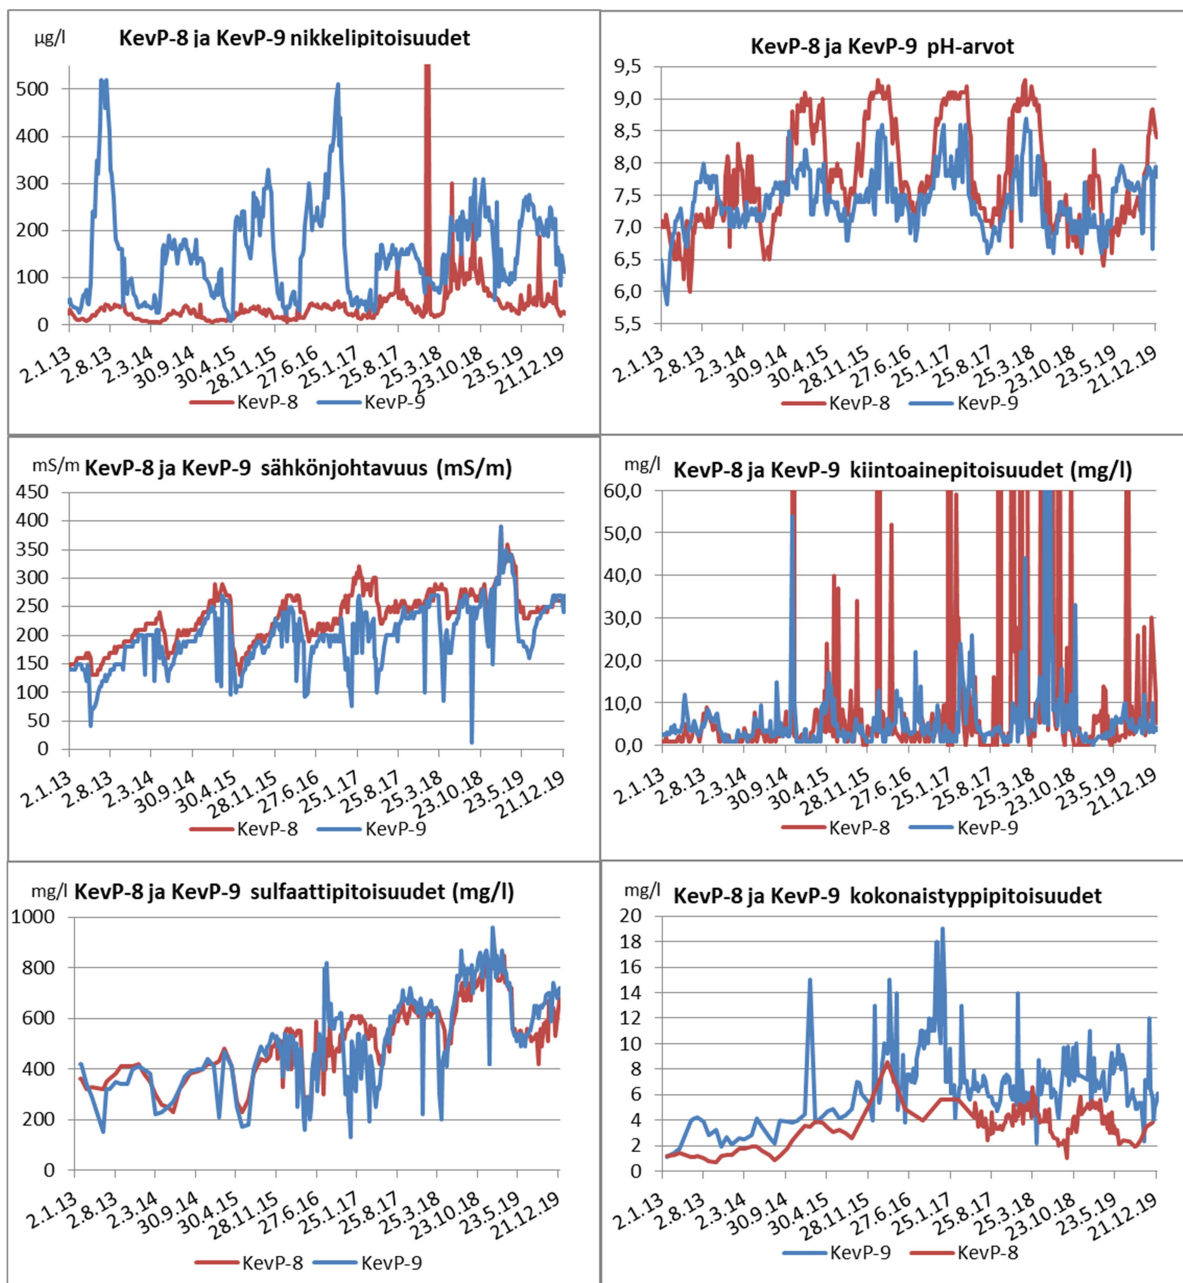 µg/l
KevP-8 ja KevP-9 nikkelipitoisuudet
500
400
300
200
100
0
2.1.13 2.8.13 2.3.14 30.9.14 30.4.15 28.11.15 27.6.16 25.1.17 25.8.17 25.3.18 23.10.18 23.5.19 21.12.19
KevP-8 KevP-9
KevP-8 ja KevP-9 pH-arvot
9,5
9,0
8,5
8,0
7,5
7,0
6,5
6,0
5,5
2.1.13 2.8.13 2.3.14 30.9.14 30.4.15 28.11.15 27.6.16 25.1.17 25.8.17 25.3.18 23.10.18 23.5.19 21.12.19
KevP-8 KevP-9
mS/m
KevP-8 ja KevP-9 sähkönjohtavuus (mS/m)
450
400
350
300
250
200
150
100
50
0
2.1.13 2.8.13 2.3.14 30.9.14 30.4.15 28.11.15 27.6.16 25.1.17 25.8.17 25.3.18 23.10.18 23.5.19 21.12.19
KevP-8 KevP-9
mg/l
KevP-8 ja KevP-9 kiintoainepitoisuudet (mg/l)
60,0
50,0
40,0
30,0
20,0
10,0
0,0
2.1.13 2.8.13 2.3.14 30.9.14 30.4.15 28.11.15 27.6.16 25.1.17 25.8.17 25.3.18 23.10.18 23.5.19 21.12.19
KevP-8 KevP-9
mg/l
KevP-8 ja KevP-9 sulfaattipitoisuudet (mg/l)
1000
800
600
400
200
0
2.1.13 2.8.13 2.3.14 30.9.14 30.4.15 28.11.15 27.6.16 25.1.17 25.8.17 25.3.18 23.10.18 23.5.19 21.12.19
KevP-8 KevP-9
mg/l
KevP-8 ja KevP-9 kokonaistyppipitoisuudet
20
18
16
14
12
10
8
6
4
2
0
2.1.13 2.8.13 2.3.14 30.9.14 30.4.15 28.11.15 27.6.16 25.1.17 25.8.17 25.3.18 23.10.18 23.5.19 21.12.19
KevP-9 KevP-8